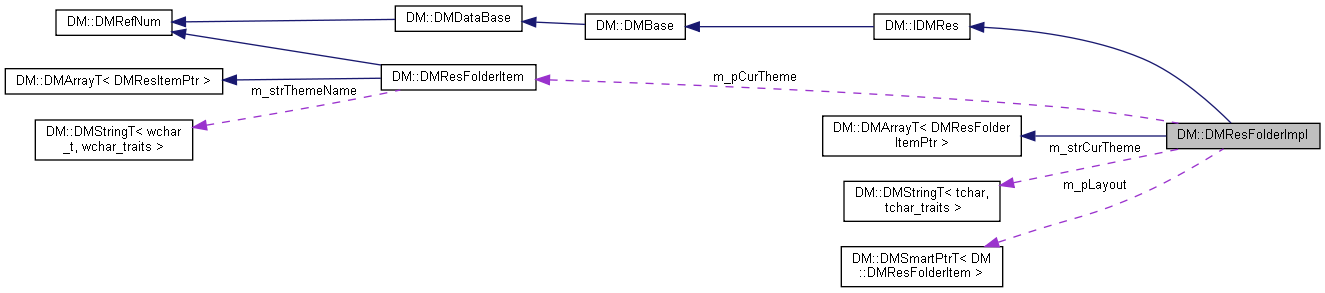 DM::DMRefNum
DM::DMDataBase
DM::DMBase
DM::IDMRes
DM::DMArrayT< DMResItemPtr >
DM::DMResFolderItem
m_pCurTheme
m_strThemeName
DM::DMStringT< wchar
_t, wchar_traits >
DM::DMArrayT< DMResFolder
ItemPtr >
DM::DMResFolderImpl
m_strCurTheme
DM::DMStringT< tchar,
tchar_traits >
m_pLayout
DM::DMSmartPtrT< DM
::DMResFolderItem >